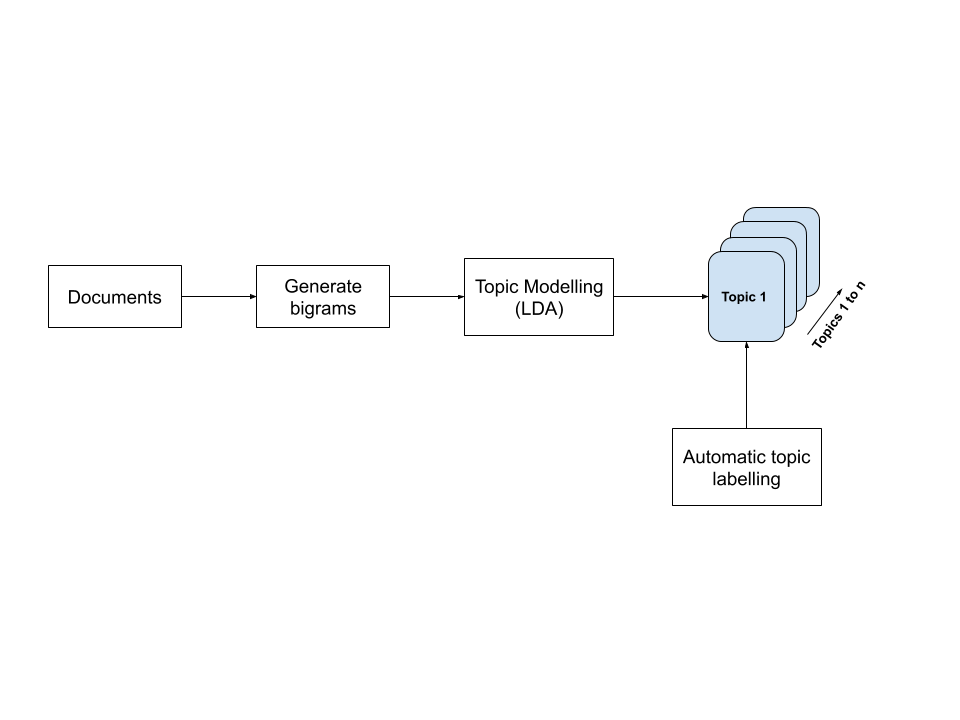 Documents
Generate
bigrams
Topic Modelling
(LDA)
Topic 1
Topics 1 to n
Automatic topic
labelling